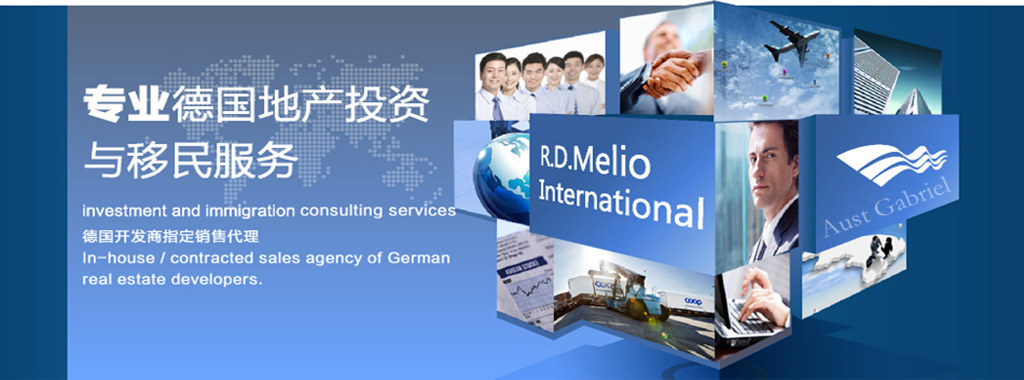 专业德国地产投资
与移民服务
investment and immigration consulting services
德国开发商指定销售代理
In-house / contracted sales agency of German
real estate developers.
R.D.Melio
International
Aust Gabriel
coop
coop